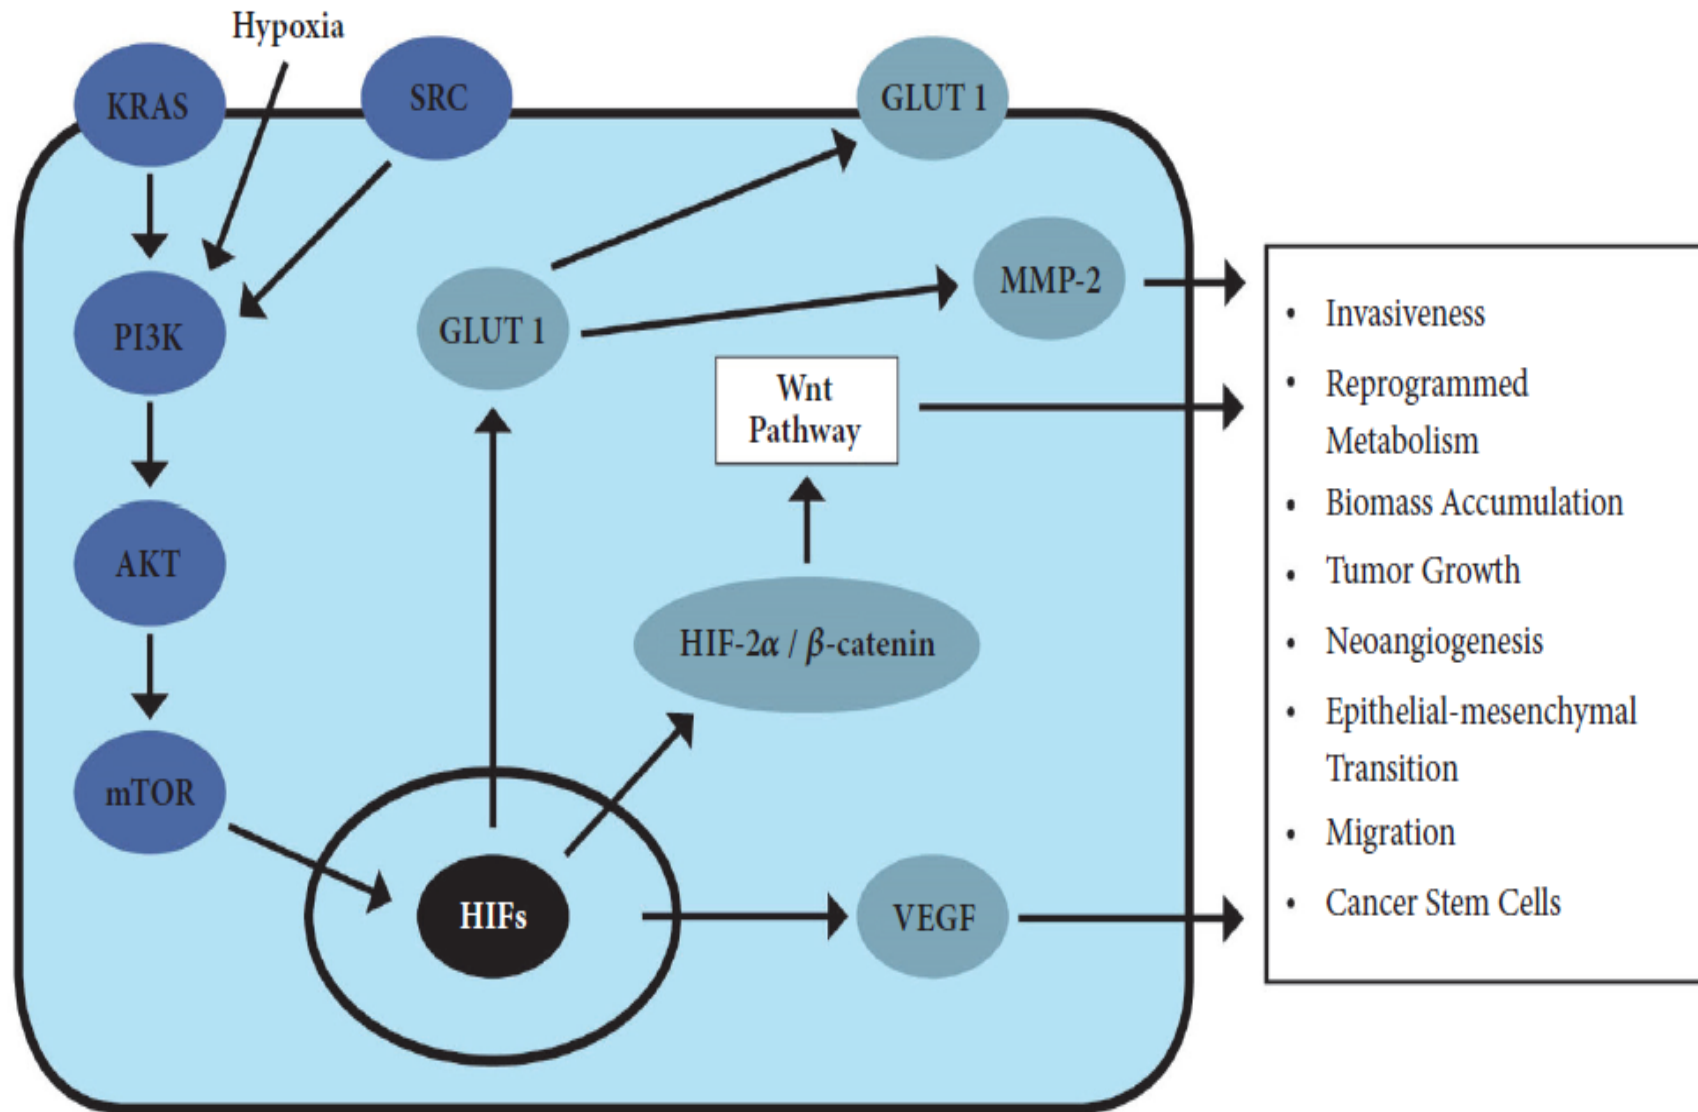 Hypoxia
KRAS
SRC
GLUT 1
PI3K
GLUT 1
MMP-2
Wnt
Pathway
AKT
HIF-2α / β-catenin
mTOR
HIFs
VEGF
• Invasiveness
• Reprogrammed
Metabolism
• Biomass Accumulation
• Tumor Growth
• Neoangiogenesis
• Epithelial-mesenchymal
Transition
• Migration
• Cancer Stem Cells